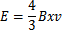 E = 4/3 Bxv